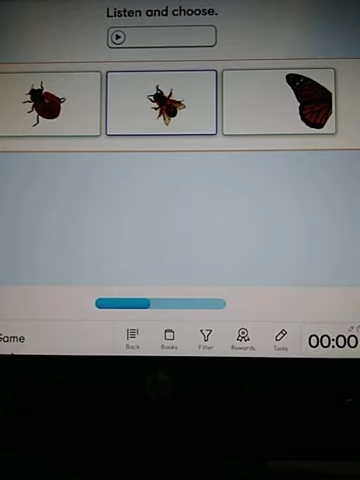 Listen and choose.
Game
Back
Books
Filter
Rewards
Tools
00:00